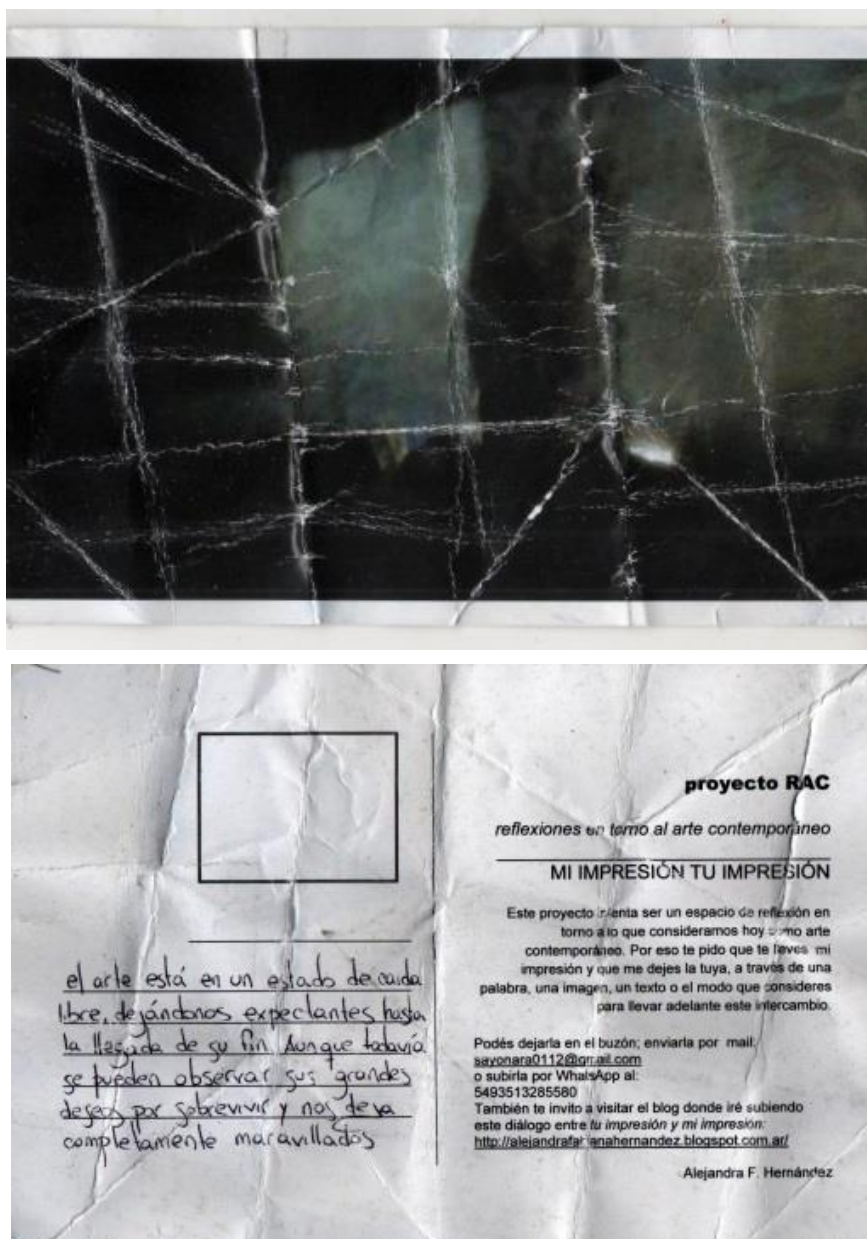 el arte está en un estado de caida
libre, dejándonos expectantes hasta
la llegada de su fin Aunque todavía
se pueden observar sus grandes
deseos por sobrevivir y nos deja
completamente maravillados
proyecto RAC
reflexiones en torno al arte contemporáneo
MI IMPRESIÓN TU IMPRESIÓN
Este proyecto intenta ser un espacio de reflexión en
torno a lo que consideramos hoy como arte
contemporáneo. Por eso te pido que te lleves mi
impresión y que me dejes la tuya, a través de una
palabra, una imagen, un texto o el modo que consideres
para llevar adelante este intercambio.
Podés dejarla en el buzón; enviarla por mail:
sayonara0112@gmail.com
o subirla por WhatsApp al:
5493513285580
También te invito a visitar el blog donde iré subiendo
este diálogo entre tu impresión y mi impresión:
http://alejandrafabianahernandez.blogspot.com.ar/
Alejandra F. Hernández